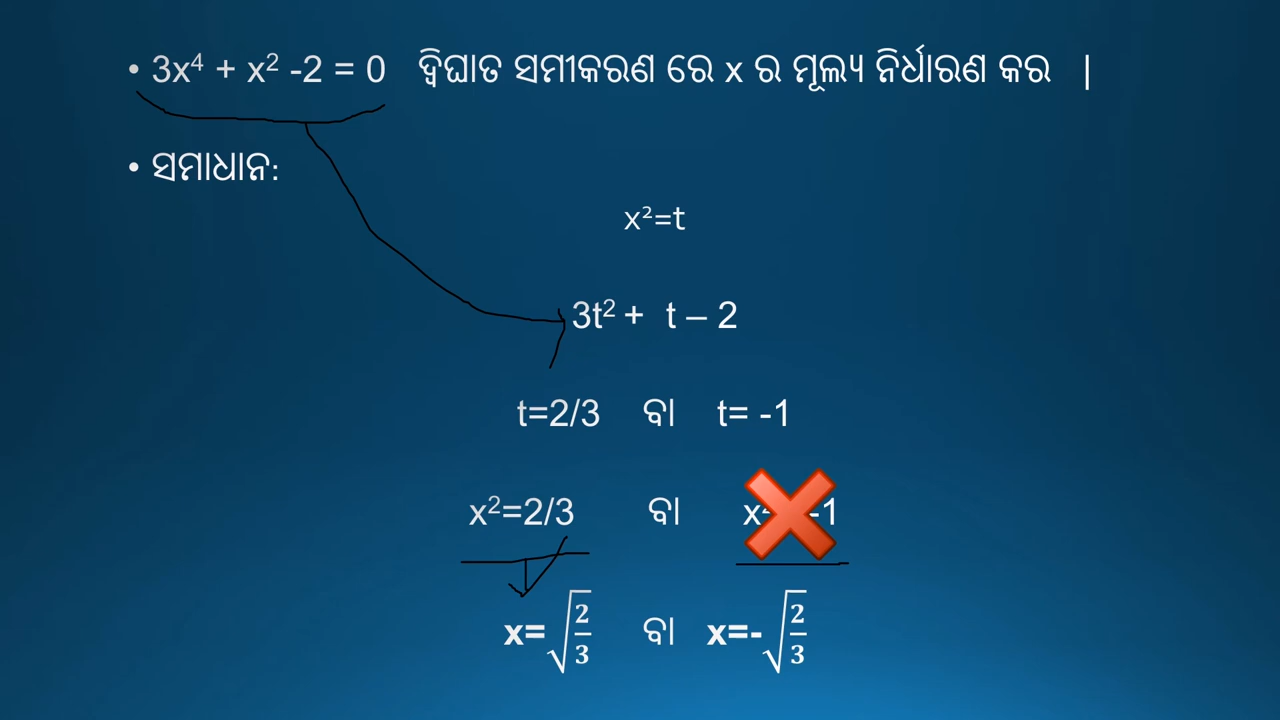 • 3x⁴ + x² -2 = 0 ଦ୍ୱିଘାତ ସମୀକରଣ ରେ x ର ମୂଲ୍ୟ ନିର୍ଧାରଣ କର |
• ସମାଧାନ:
x²=t
3t² + t – 2
t=2/3 ବା t= -1
x²=2/3 ବା x -1
x=√(2/3) ବା x=-√(2/3)